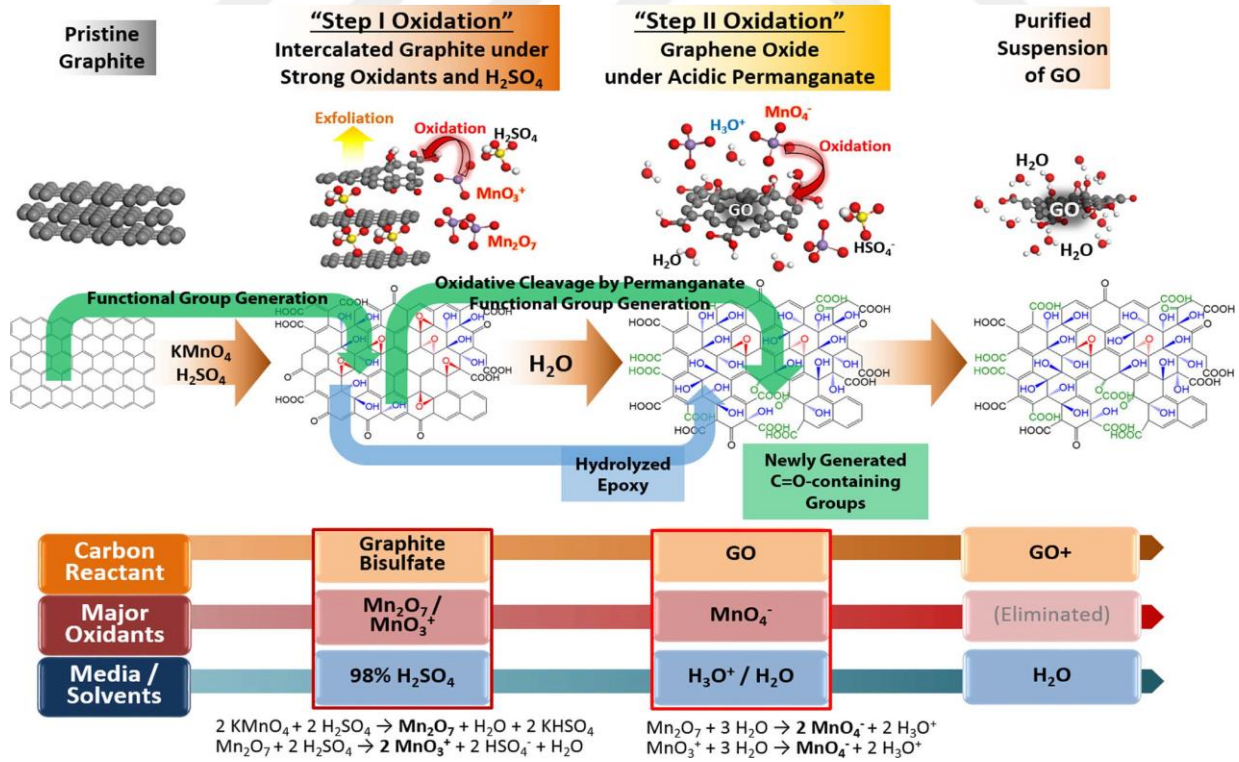 Pristine
Graphite
"Step I Oxidation"
Intercalated Graphite under
Strong Oxidants and H₂SO₄
"Step II Oxidation"
Graphene Oxide
under Acidic Permanganate
Purified
Suspension
of GO
Exfoliation
Oxidation
H₂SO₄
MnO₃⁺
Mn₂O₇
H₃O⁺
MnO₄⁻
Oxidation
GO
H₂O
HSO₄⁻
H₂O
GO
H₂O
Functional Group Generation
Oxidative Cleavage by Permanganate
Functional Group Generation
KMnO₄
H₂SO₄
H₂O
Hydrolyzed
Epoxy
Newly Generated
C=O-containing
Groups
Carbon
Reactant
Graphite
Bisulfate
GO
GO+
Major
Oxidants
Mn₂O₇ /
MnO₃⁺
MnO₄⁻
(Eliminated)
Media /
Solvents
98% H₂SO₄
H₃O⁺ / H₂O
H₂O
2 KMnO₄ + 2 H₂SO₄ → Mn₂O₇ + H₂O + 2 KHSO₄
Mn₂O₇ + 2 H₂SO₄ → 2 MnO₃⁺ + 2 HSO₄⁻ + H₂O
Mn₂O₇ + 3 H₂O → 2 MnO₄⁻ + 2 H₃O⁺
MnO₃⁺ + 3 H₂O → MnO₄⁻ + 2 H₃O⁺